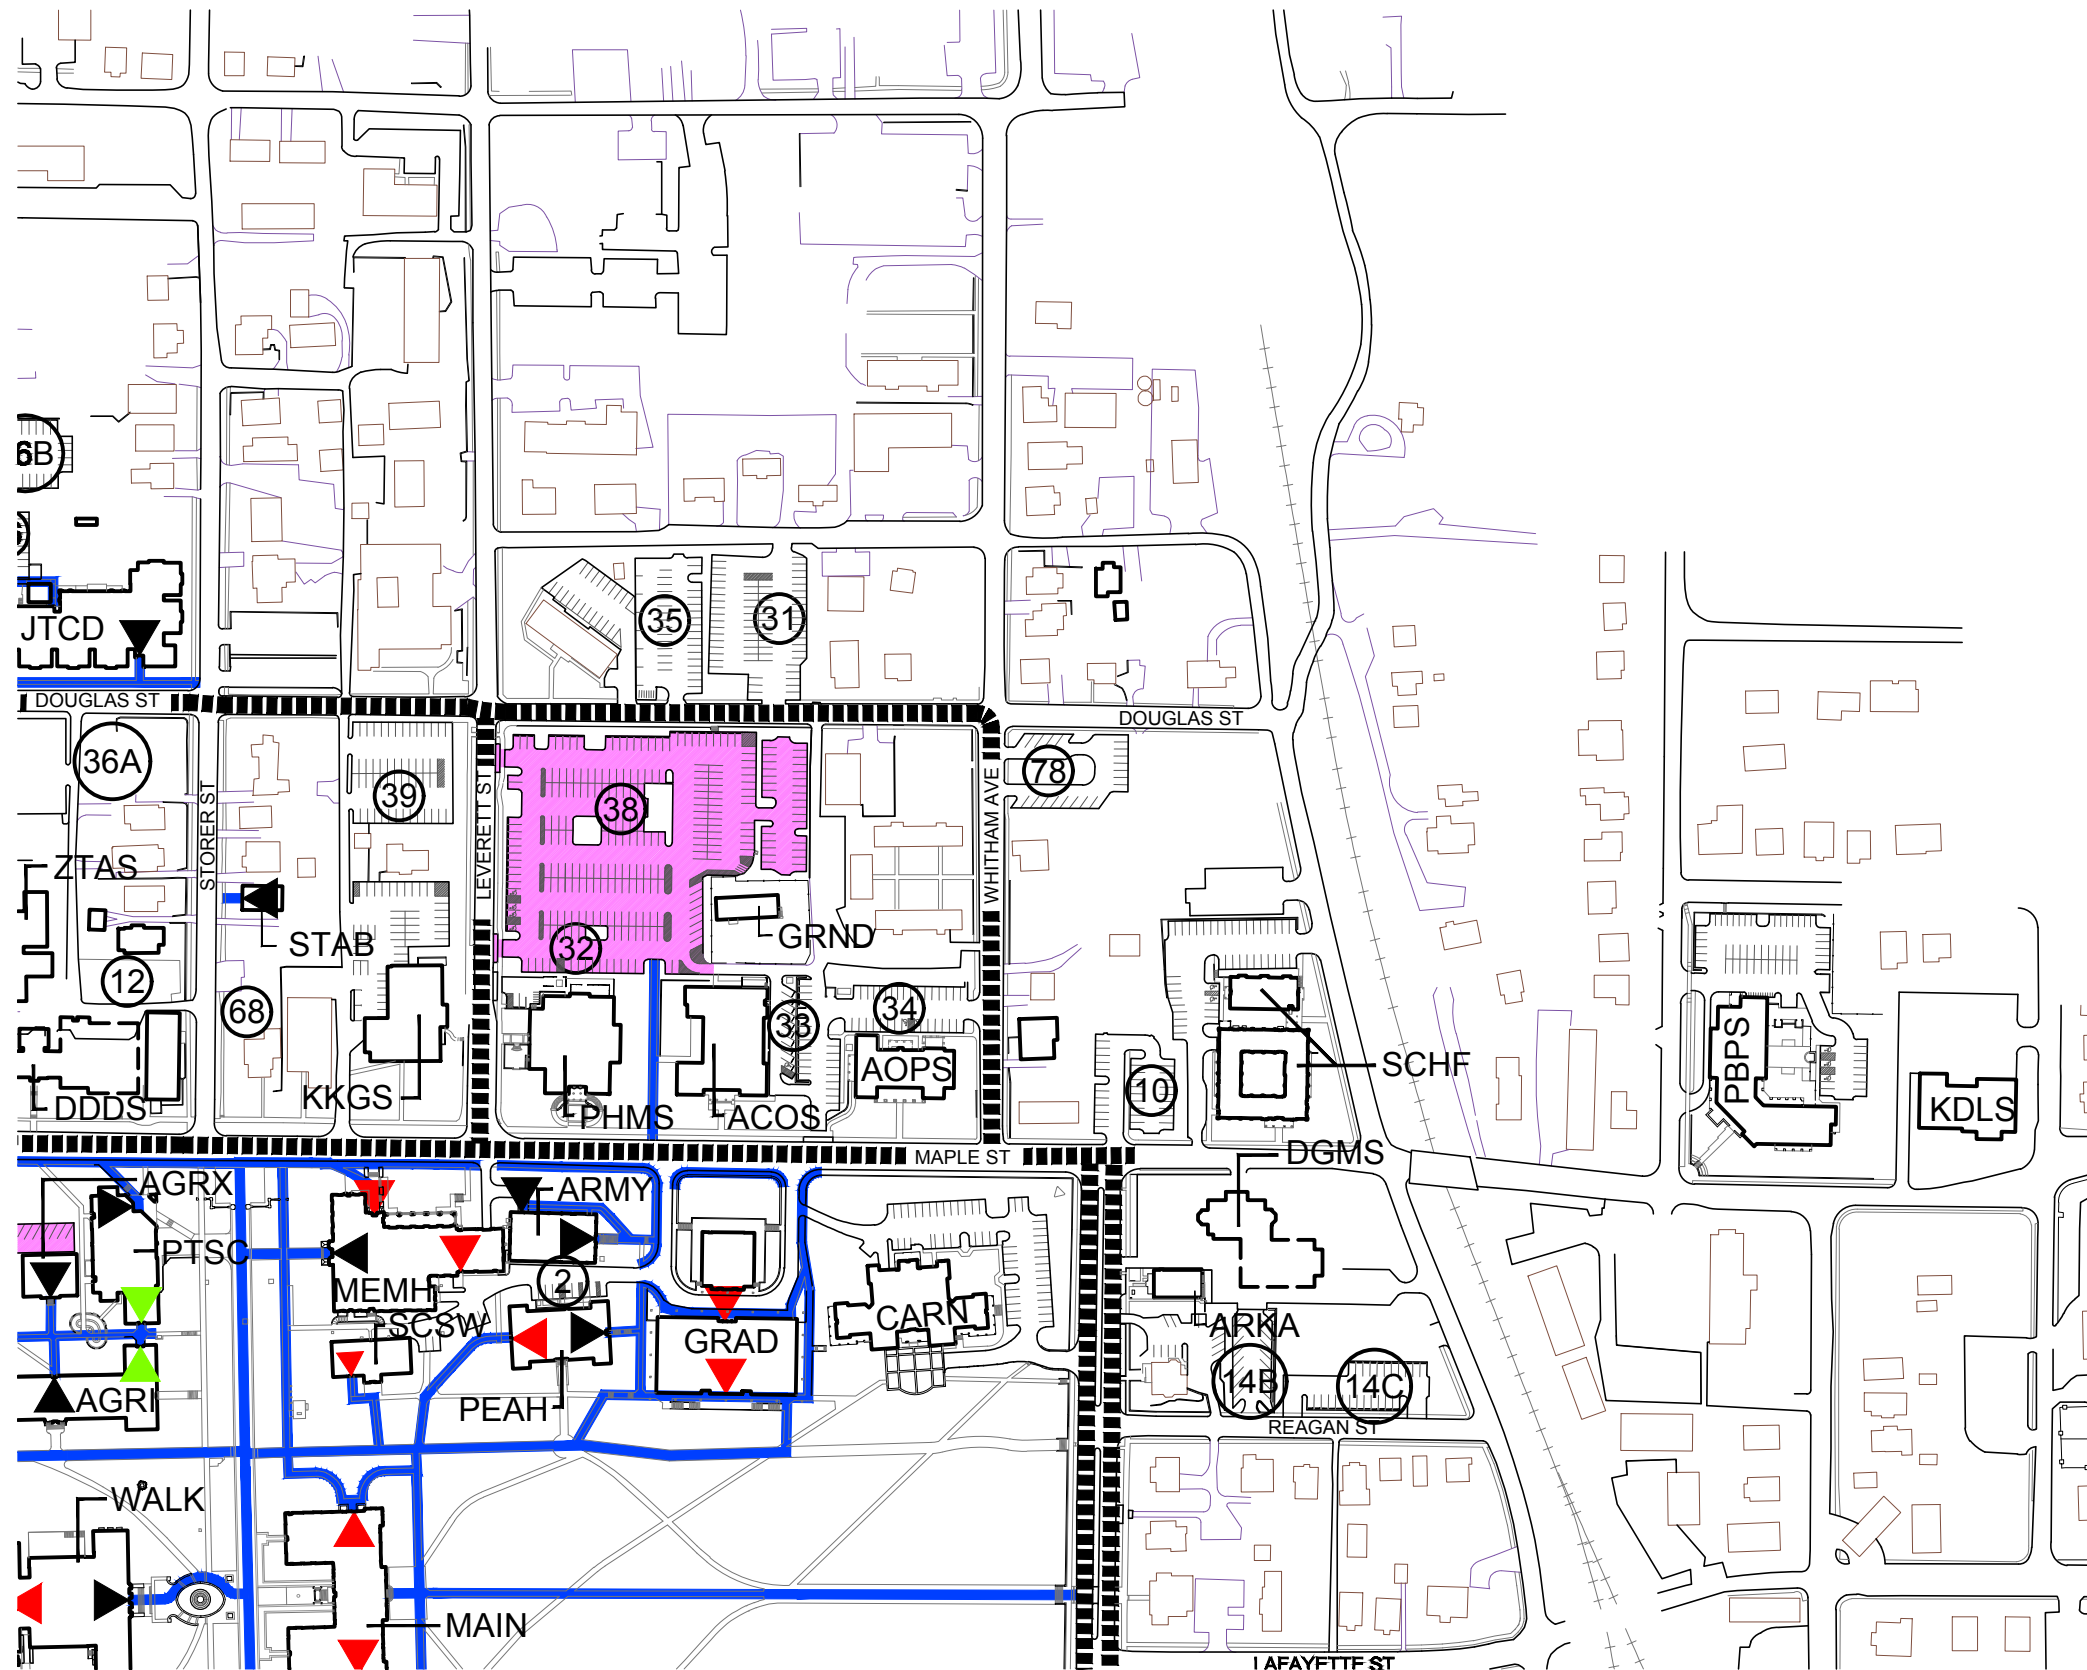 6B
35
31
JTCD
DOUGLAS ST
DOUGLAS ST
36A
39
38
78
STORER ST
LEVERETT ST
WHITHAM AVE
ZTAS
STAB
GRND
32
12
68
33
34
AOPS
SCHF
PBPS
KDLS
10
DDDS
KKGS
PHMS
ACOS
MAPLE ST
DGMS
AGRX
ARMY
PTSC
2
MEMH
SCSW
GRAD
CARN
ARKA
AGRI
PEAH
14B
14C
REAGAN ST
WALK
MAIN
LAFAYETTE ST